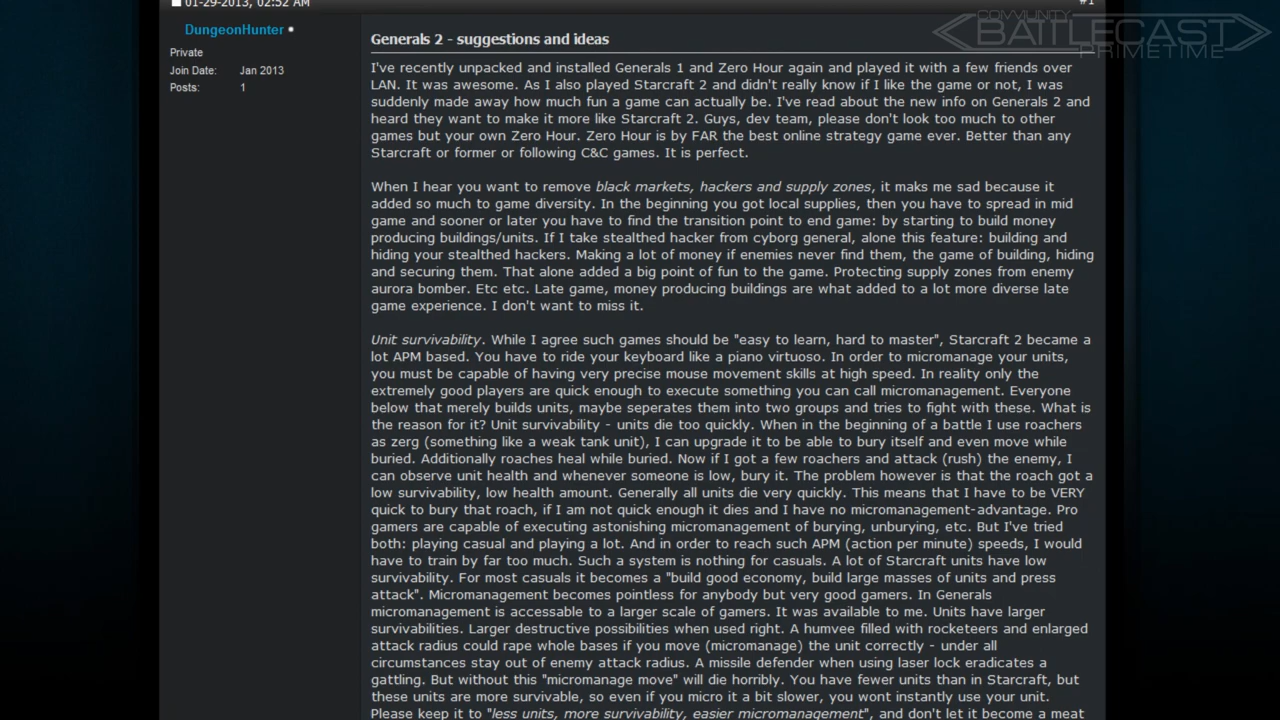 01-29-2013, 02:52 AM
#1
COMMUNITY
BATTLECAST
PRIMETIME
DungeonHunter
Private
Join Date: Jan 2013
Posts: 1
Generals 2 - suggestions and ideas
I've recently unpacked and installed Generals 1 and Zero Hour again and played it with a few friends over
LAN. It was awesome. As I also played Starcraft 2 and didn't really know if I like the game or not, I was
suddenly made away how much fun a game can actually be. I've read about the new info on Generals 2 and
heard they want to make it more like Starcraft 2. Guys, dev team, please don't look too much to other
games but your own Zero Hour. Zero Hour is by FAR the best online strategy game ever. Better than any
Starcraft or former or following C&C games. It is perfect.
When I hear you want to remove black markets, hackers and supply zones, it maks me sad because it
added so much to game diversity. In the beginning you got local supplies, then you have to spread in mid
game and sooner or later you have to find the transition point to end game: by starting to build money
producing buildings/units. If I take stealthed hacker from cyborg general, alone this feature: building and
hiding your stealthed hackers. Making a lot of money if enemies never find them, the game of building, hiding
and securing them. That alone added a big point of fun to the game. Protecting supply zones from enemy
aurora bomber. Etc etc. Late game, money producing buildings are what added to a lot more diverse late
game experience. I don't want to miss it.
Unit survivability. While I agree such games should be "easy to learn, hard to master", Starcraft 2 became a
lot APM based. You have to ride your keyboard like a piano virtuoso. In order to micromanage your units,
you must be capable of having very precise mouse movement skills at high speed. In reality only the
extremely good players are quick enough to execute something you can call micromanagement. Everyone
below that merely builds units, maybe seperates them into two groups and tries to fight with these. What is
the reason for it? Unit survivability - units die too quickly. When in the beginning of a battle I use roachers
as zerg (something like a weak tank unit), I can upgrade it to be able to bury itself and even move while
buried. Additionally roaches heal while buried. Now if I got a few roachers and attack (rush) the enemy, I
can observe unit health and whenever someone is low, bury it. The problem however is that the roach got a
low survivability, low health amount. Generally all units die very quickly. This means that I have to be VERY
quick to bury that roach, if I am not quick enough it dies and I have no micromanagement-advantage. Pro
gamers are capable of executing astonishing micromanagement of burying, unburying, etc. But I've tried
both: playing casual and playing a lot. And in order to reach such APM (action per minute) speeds, I would
have to train by far too much. Such a system is nothing for casuals. A lot of Starcraft units have low
survivability. For most casuals it becomes a "build good economy, build large masses of units and press
attack". Micromanagement becomes pointless for anybody but very good gamers. In Generals
micromanagement is accessable to a larger scale of gamers. It was available to me. Units have larger
survivabilities. Larger destructive possibilities when used right. A humvee filled with rocketeers and enlarged
attack radius could rape whole bases if you move (micromanage) the unit correctly - under all
circumstances stay out of enemy attack radius. A missile defender when using laser lock eradicates a
gattling. But without this "micromanage move" will die horribly. You have fewer units than in Starcraft, but
these units are more survivable, so even if you micro it a bit slower, you wont instantly use your unit.
Please keep it to "less units, more survivability, easier micromanagement", and don't let it become a meat